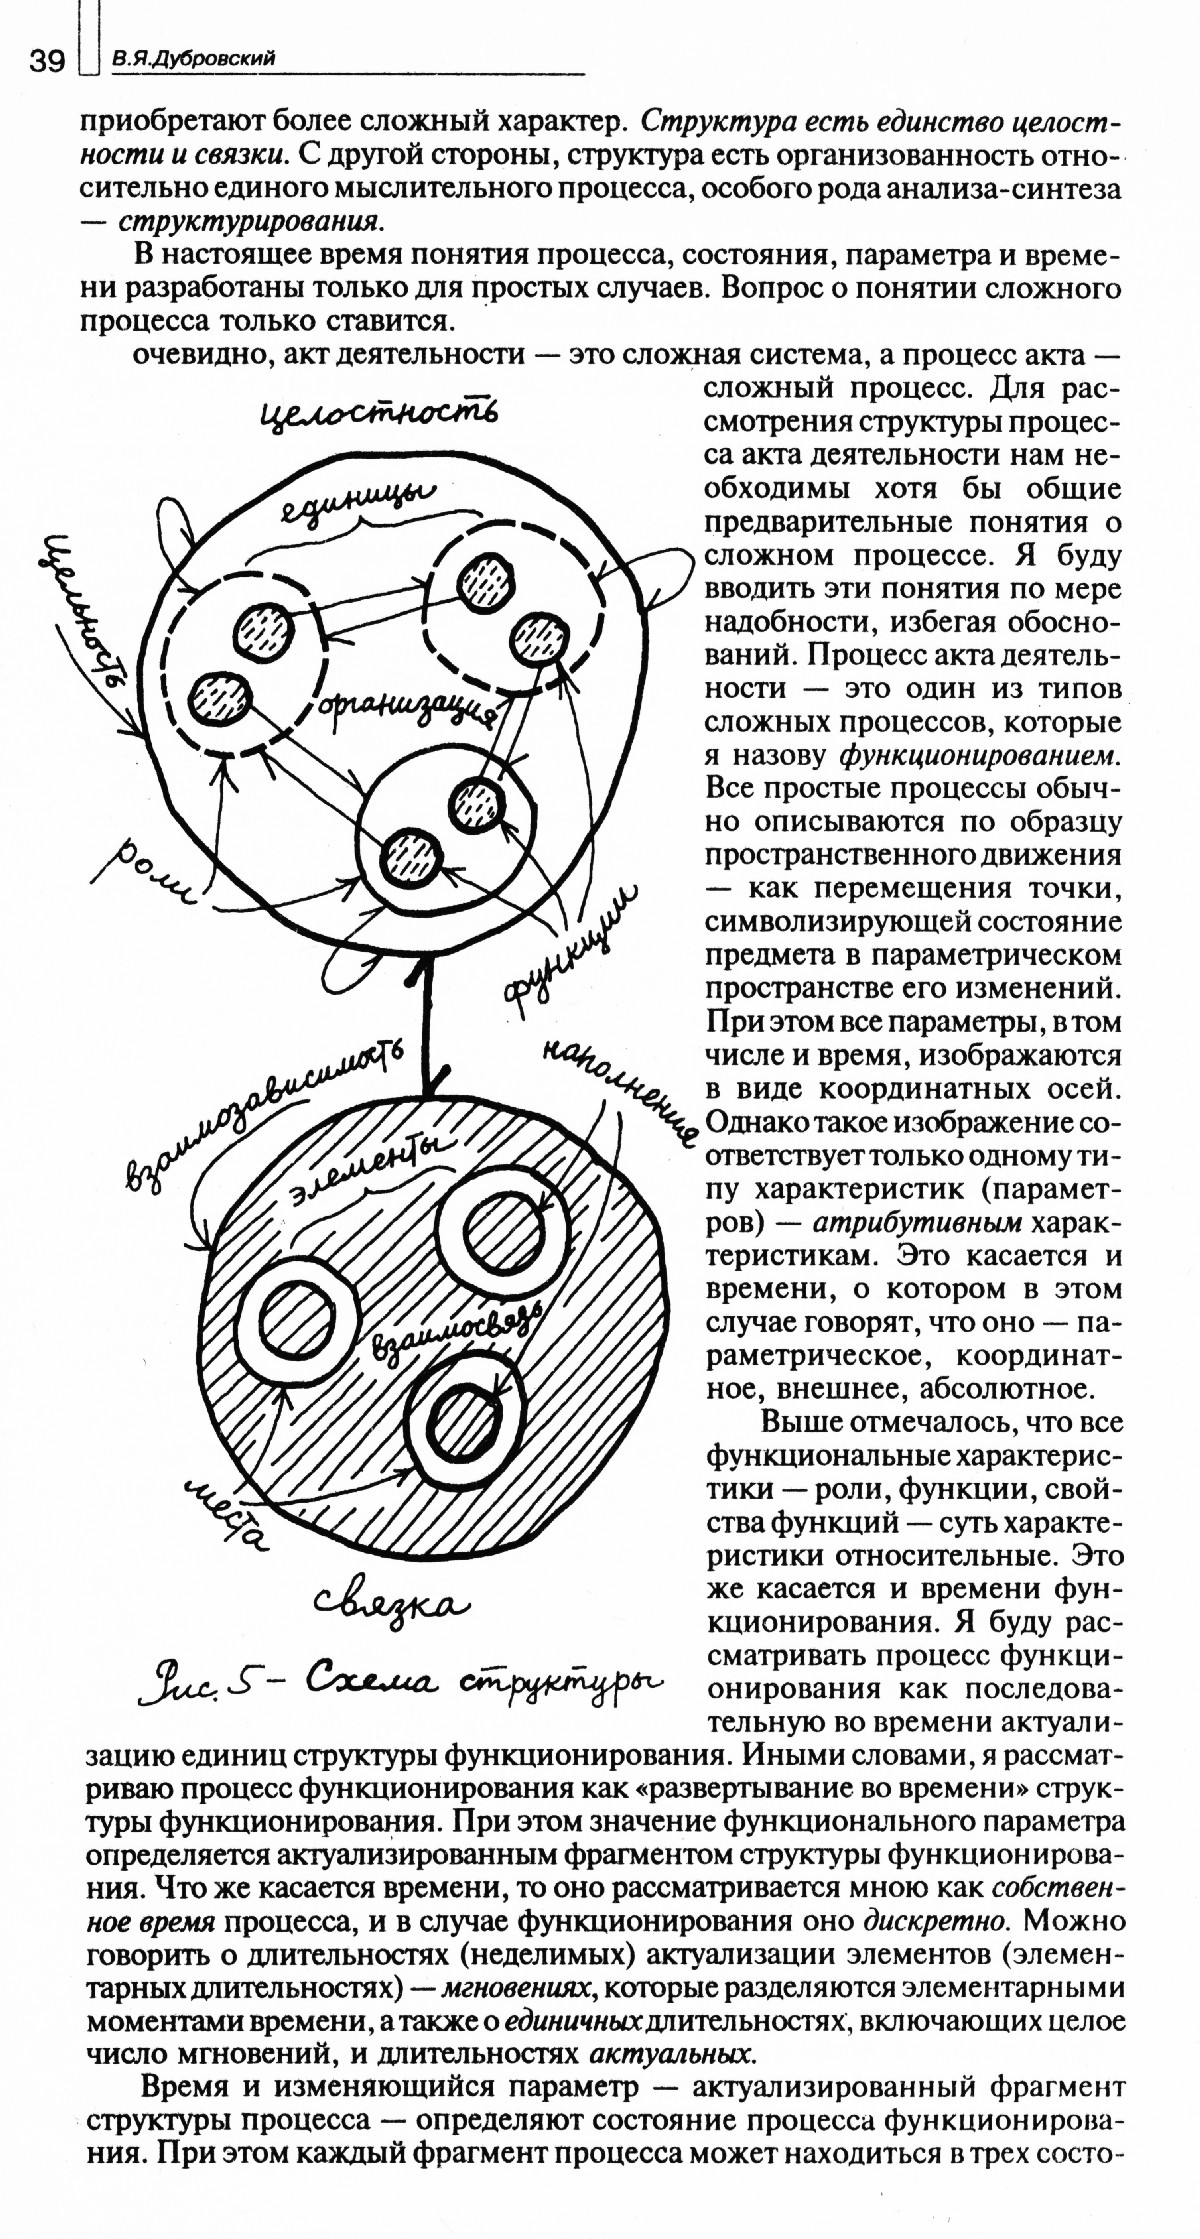 39
В.Я.Дубровский
приобретают более сложный характер. Структура есть единство целост-
ности и связки. С другой стороны, структура есть организованность отно-
сительно единого мыслительного процесса, особого рода анализа-синтеза
— структурирования.
В настоящее время понятия процесса, состояния, параметра и време-
ни разработаны только для простых случаев. Вопрос о понятии сложного
процесса только ставится.
очевидно, акт деятельности — это сложная система, а процесс акта —
сложный процесс. Для рас-
смотрения структуры процес-
са акта деятельности нам не-
обходимы хотя бы общие
предварительные понятия о
сложном процессе. Я буду
вводить эти понятия по мере
надобности, избегая обосно-
ваний. Процесс акта деятель-
ности — это один из типов
сложных процессов, которые
я назову функционированием.
Все простые процессы обыч-
но описываются по образцу
пространственного движения
— как перемещения точки,
символизирующей состояние
предмета в параметрическом
пространстве его изменений.
При этом все параметры, в том
числе и время, изображаются
в виде координатных осей.
Однако такое изображение со-
ответствует только одному ти-
пу характеристик (парамет-
ров) — атрибутивным харак-
теристикам. Это касается и
времени, о котором в этом
случае говорят, что оно — па-
раметрическое, координат-
ное, внешнее, абсолютное.
Выше отмечалось, что все
функциональные характерис-
тики — роли, функции, свой-
ства функций — суть характе-
ристики относительные. Это
же касается и времени фун-
кционирования. Я буду рас-
сматривать процесс функци-
онирования как последова-
тельную во времени актуали-
целостность
единицы
цельность
организация
роли
функции
взаимозависимость
наполнения
элементы
взаимосвязь
места
связка
Рис. 5 – Схема структуры
зацию единиц структуры функционирования. Иными словами, я рассмат-
риваю процесс функционирования как «развертывание во времени» струк-
туры функционирования. При этом значение функционального параметра
определяется актуализированным фрагментом структуры функционирова-
ния. Что же касается времени, то оно рассматривается мною как собствен-
ное время процесса, и в случае функционирования оно дискретно. Можно
говорить о длительностях (неделимых) актуализации элементов (элемен-
тарных длительностях) — мгновениях, которые разделяются элементарными
моментами времени, а также о единичных длительностях, включающих целое
число мгновений, и длительностях актуальных.
Время и изменяющийся параметр — актуализированный фрагмент
структуры процесса — определяют состояние процесса функционирова-
ния. При этом каждый фрагмент процесса может находиться в трех состо-